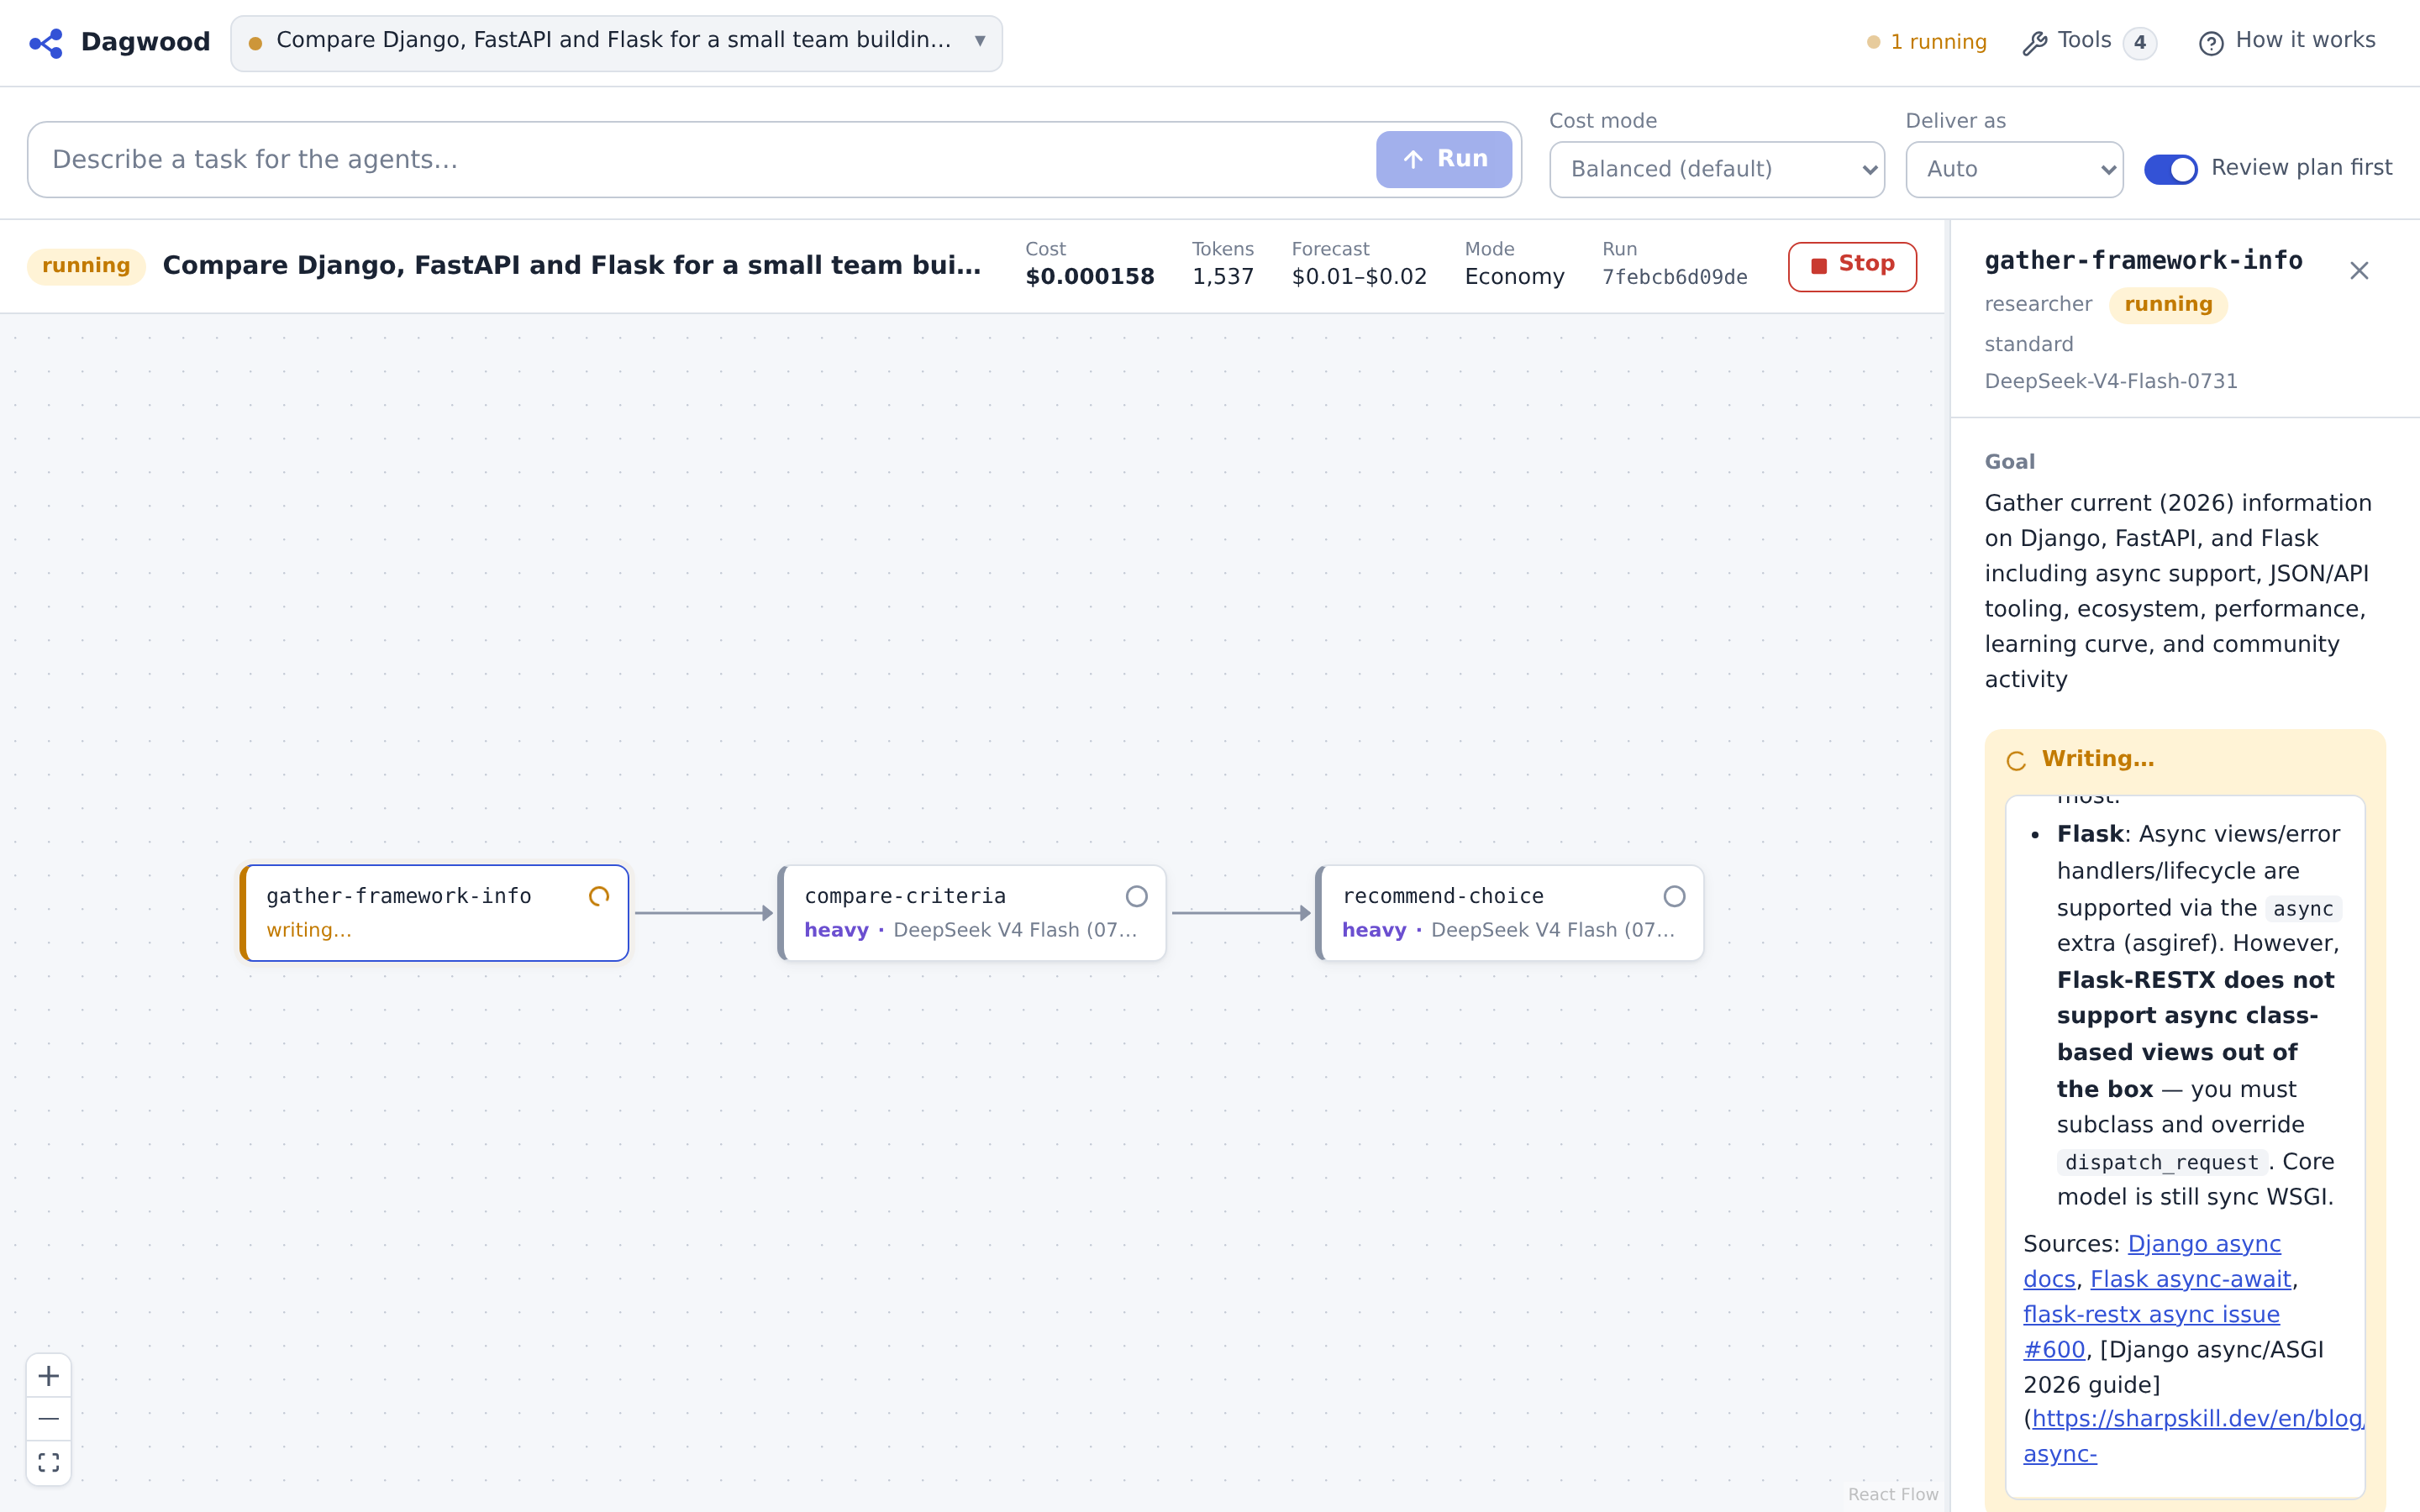 Dagwood
Compare Django, FastAPI and Flask for a small team buildin… ▼
1 running
Tools 4
How it works
Describe a task for the agents…
Run
Cost mode
Balanced (default)
Deliver as
Auto
Review plan first
running
Compare Django, FastAPI and Flask for a small team bui…
Cost
$0.000158
Tokens
1,537
Forecast
$0.01–$0.02
Mode
Economy
Run
7febcb6d09de
Stop
gather-framework-info
writing…
compare-criteria
heavy · DeepSeek V4 Flash (07…
recommend-choice
heavy · DeepSeek V4 Flash (07…
React Flow
gather-framework-info
researcher running
standard
DeepSeek-V4-Flash-0731
Goal
Gather current (2026) information
on Django, FastAPI, and Flask
including async support, JSON/API
tooling, ecosystem, performance,
learning curve, and community
activity
Writing…
most.
• Flask: Async views/error
handlers/lifecycle are
supported via the async
extra (asgiref). However,
Flask-RESTX does not
support async class-
based views out of
the box — you must
subclass and override
dispatch_request. Core
model is still sync WSGI.
Sources: Django async
docs, Flask async-await,
flask-restx async issue
#600, [Django async/ASGI
2026 guide]
(https://sharpskill.dev/en/blog/
async-